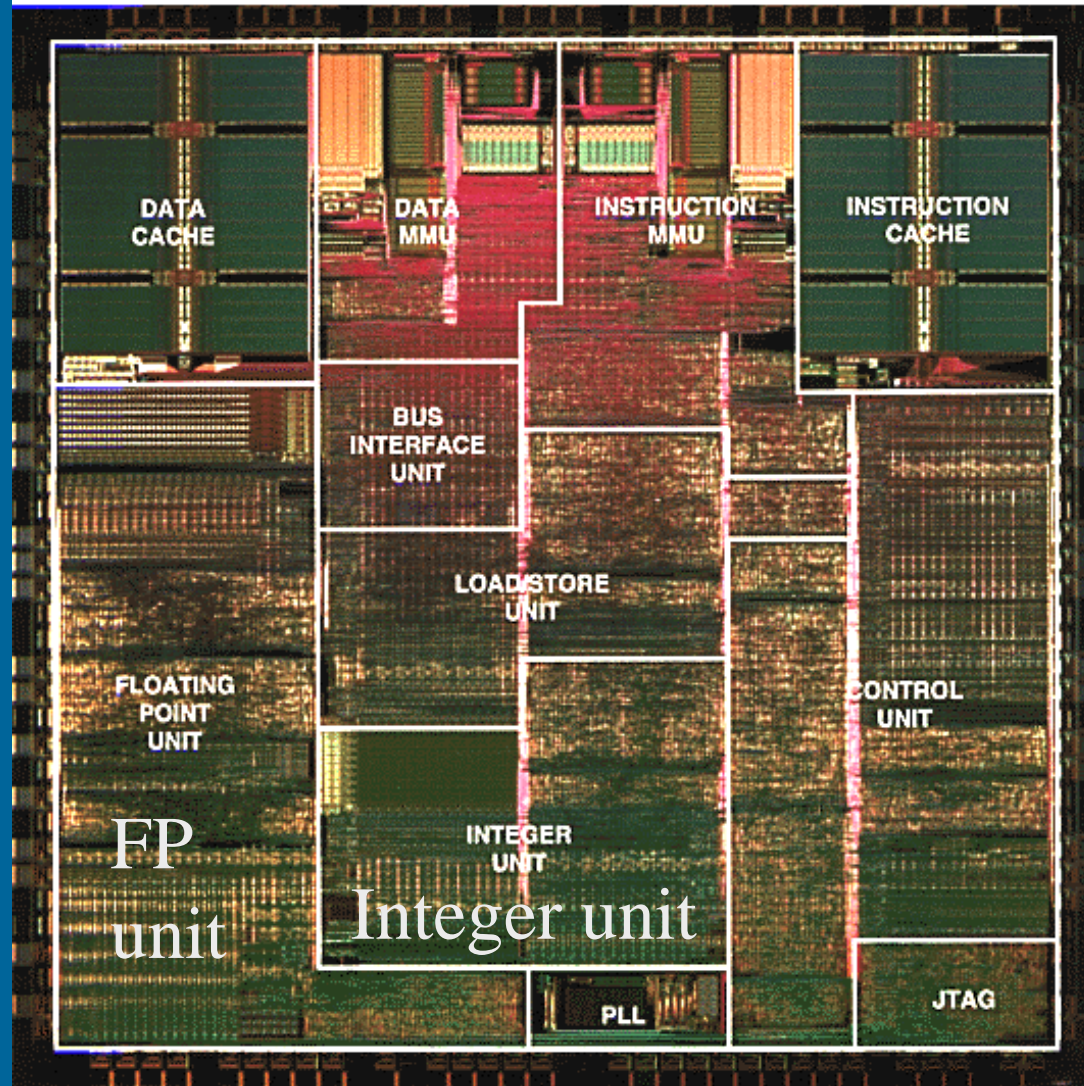 DATA
CACHE
DATA
MMU
INSTRUCTION
MMU
INSTRUCTION
CACHE
BUS
INTERFACE
UNIT
LOAD/STORE
UNIT
FLOATING
POINT
UNIT
CONTROL
UNIT
INTEGER
UNIT
FP
unit
Integer unit
PLL
JTAG